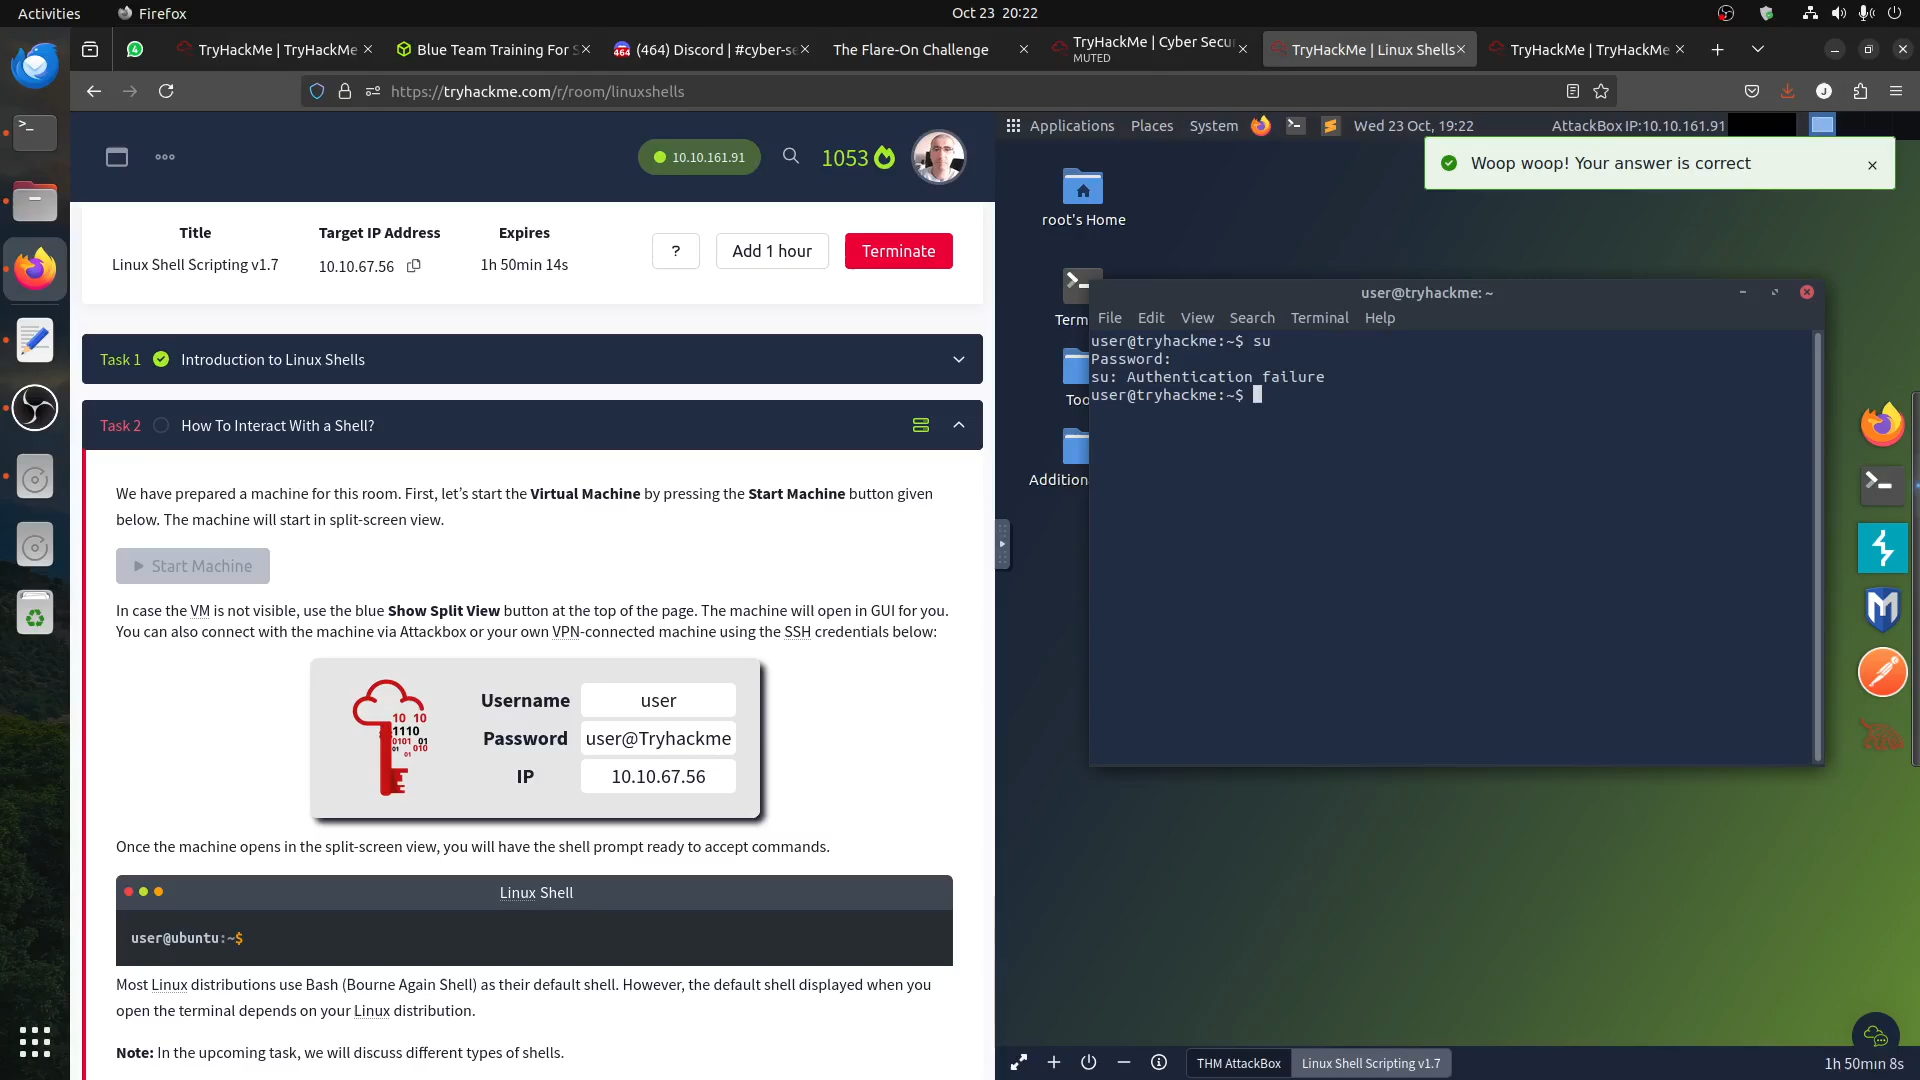 Activities
Firefox
Oct 23 20:22
TryHackMe | TryHackMe
Blue Team Training For S
(464) Discord | #cyber-se
The Flare-On Challenge
TryHackMe | Cyber Secur
MUTED
TryHackMe | Linux Shells
TryHackMe | TryHackMe
https://tryhackme.com/r/room/linuxshells
10.10.161.91
1053
Title
Target IP Address
Expires
Linux Shell Scripting v1.7
10.10.67.56
1h 50min 14s
?
Add 1 hour
Terminate
Task 1
Introduction to Linux Shells
Task 2
How To Interact With a Shell?
We have prepared a machine for this room. First, let’s start the Virtual Machine by pressing the Start Machine button given
below. The machine will start in split-screen view.
Start Machine
In case the VM is not visible, use the blue Show Split View button at the top of the page. The machine will open in GUI for you.
You can also connect with the machine via Attackbox or your own VPN-connected machine using the SSH credentials below:
10 10
1110
0101 01
01 010
01
Username
user
Password
user@Tryhackme
IP
10.10.67.56
Once the machine opens in the split-screen view, you will have the shell prompt ready to accept commands.
Linux Shell
user@ubuntu:~$
Most Linux distributions use Bash (Bourne Again Shell) as their default shell. However, the default shell displayed when you
open the terminal depends on your Linux distribution.
Note: In the upcoming task, we will discuss different types of shells.
Applications
Places
System
Wed 23 Oct, 19:22
AttackBox IP:10.10.161.91
Woop woop! Your answer is correct
root's Home
Term
Too
Addition
user@tryhackme: ~
File
Edit
View
Search
Terminal
Help
user@tryhackme:~$ su
Password:
su: Authentication failure
user@tryhackme:~$
THM AttackBox
Linux Shell Scripting v1.7
1h 50min 8s